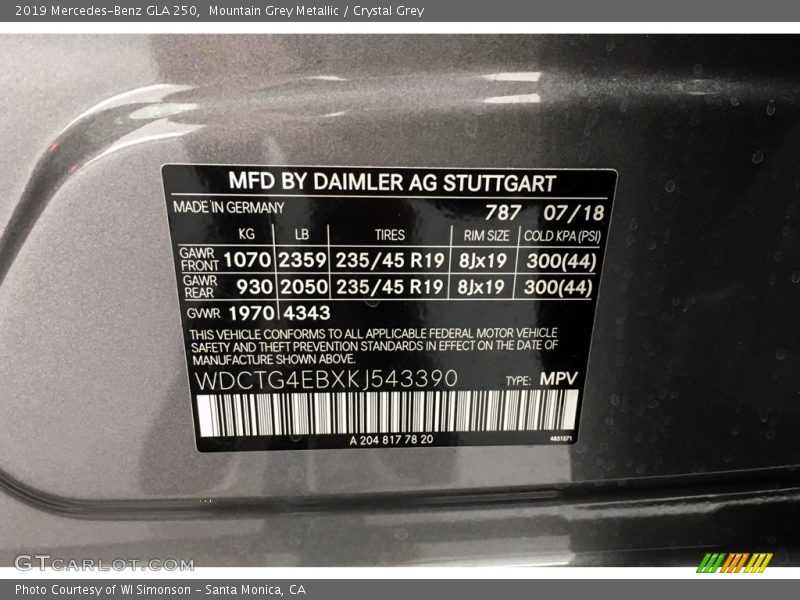 2019 Mercedes-Benz GLA 250,  Mountain Grey Metallic / Crystal Grey
MFD BY DAIMLER AG STUTTGART
MADE IN GERMANY 787 07/18
KG LB TIRES RIM SIZE COLD KPA(PSI)
GAWR FRONT 1070 2359 235/45 R19 8Jx19 300(44)
GAWR REAR 930 2050 235/45 R19 8Jx19 300(44)
GVWR 1970 4343
THIS VEHICLE CONFORMS TO ALL APPLICABLE FEDERAL MOTOR VEHICLE
SAFETY AND THEFT PREVENTION STANDARDS IN EFFECT ON THE DATE OF
MANUFACTURE SHOWN ABOVE.
WDCTG4EBXKJ543390 TYPE: MPV
A 204 817 78 20 4631271
GTCARLOT.COM
Photo Courtesy of WI Simonson - Santa Monica, CA